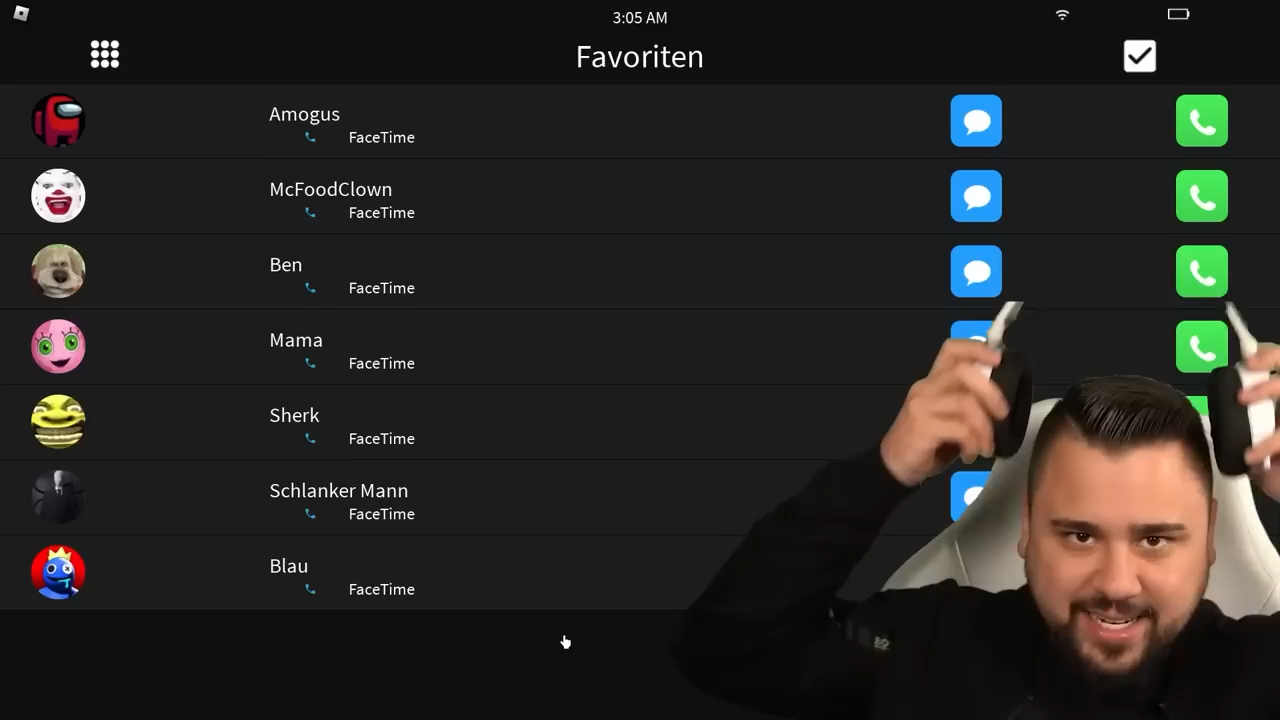 3:05 AM
Favoriten
Amogus
FaceTime
McFoodClown
FaceTime
Ben
FaceTime
Mama
FaceTime
Sherk
FaceTime
Schlanker Mann
FaceTime
Blau
FaceTime